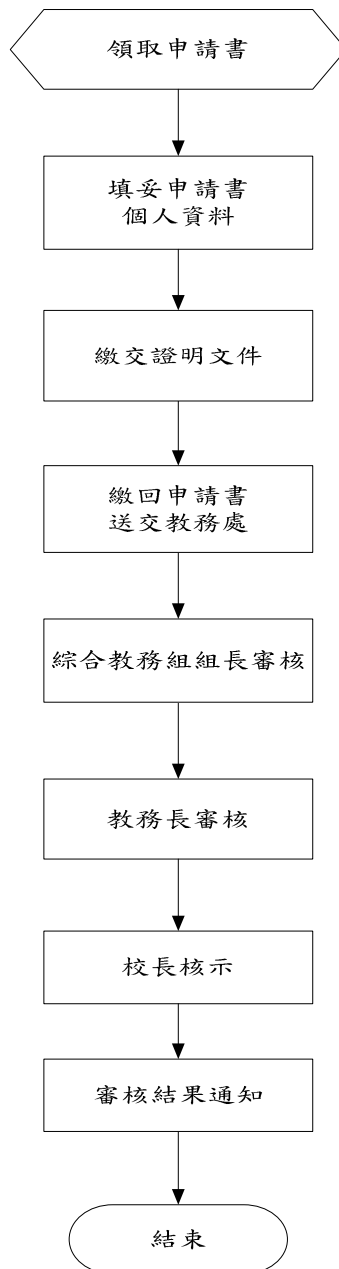 領取申請書
填妥申請書
個人資料
繳交證明文件
繳回申請書
送交教務處
綜合教務組組長審核
教務長審核
校長核示
審核結果通知
結束